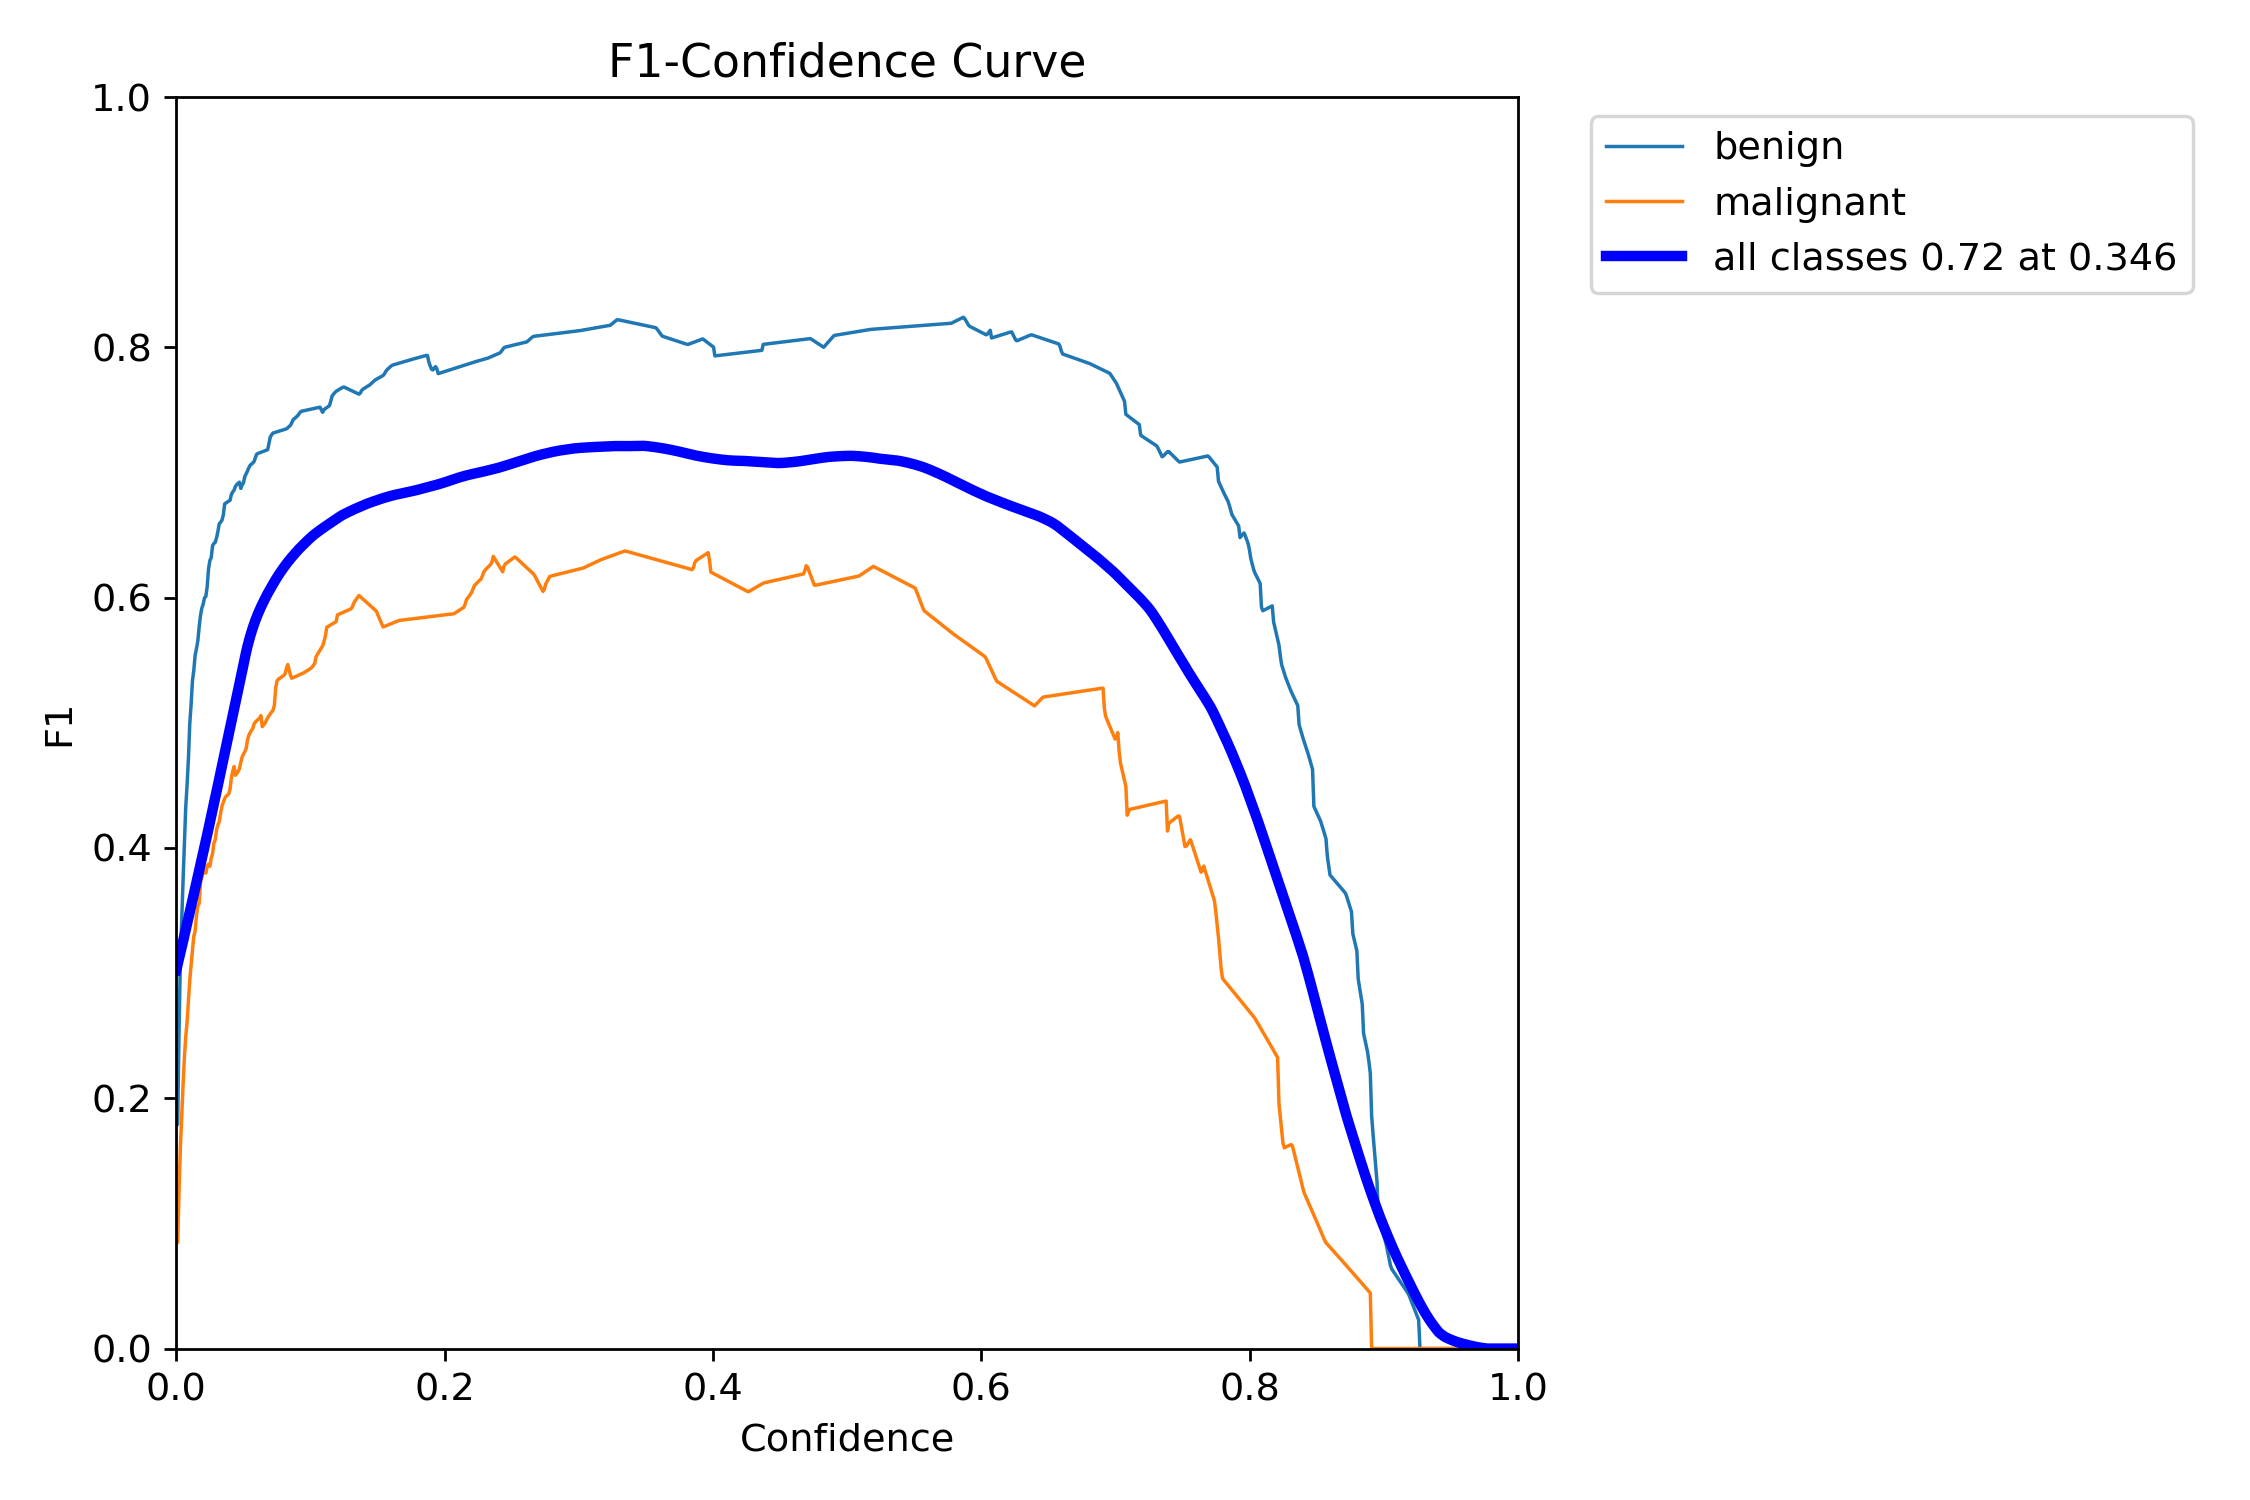 F1-Confidence Curve
1.0
0.8
0.6
0.4
0.2
0.0
F1
0.0 0.2 0.4 0.6 0.8 1.0
Confidence
benign
malignant
all classes 0.72 at 0.346